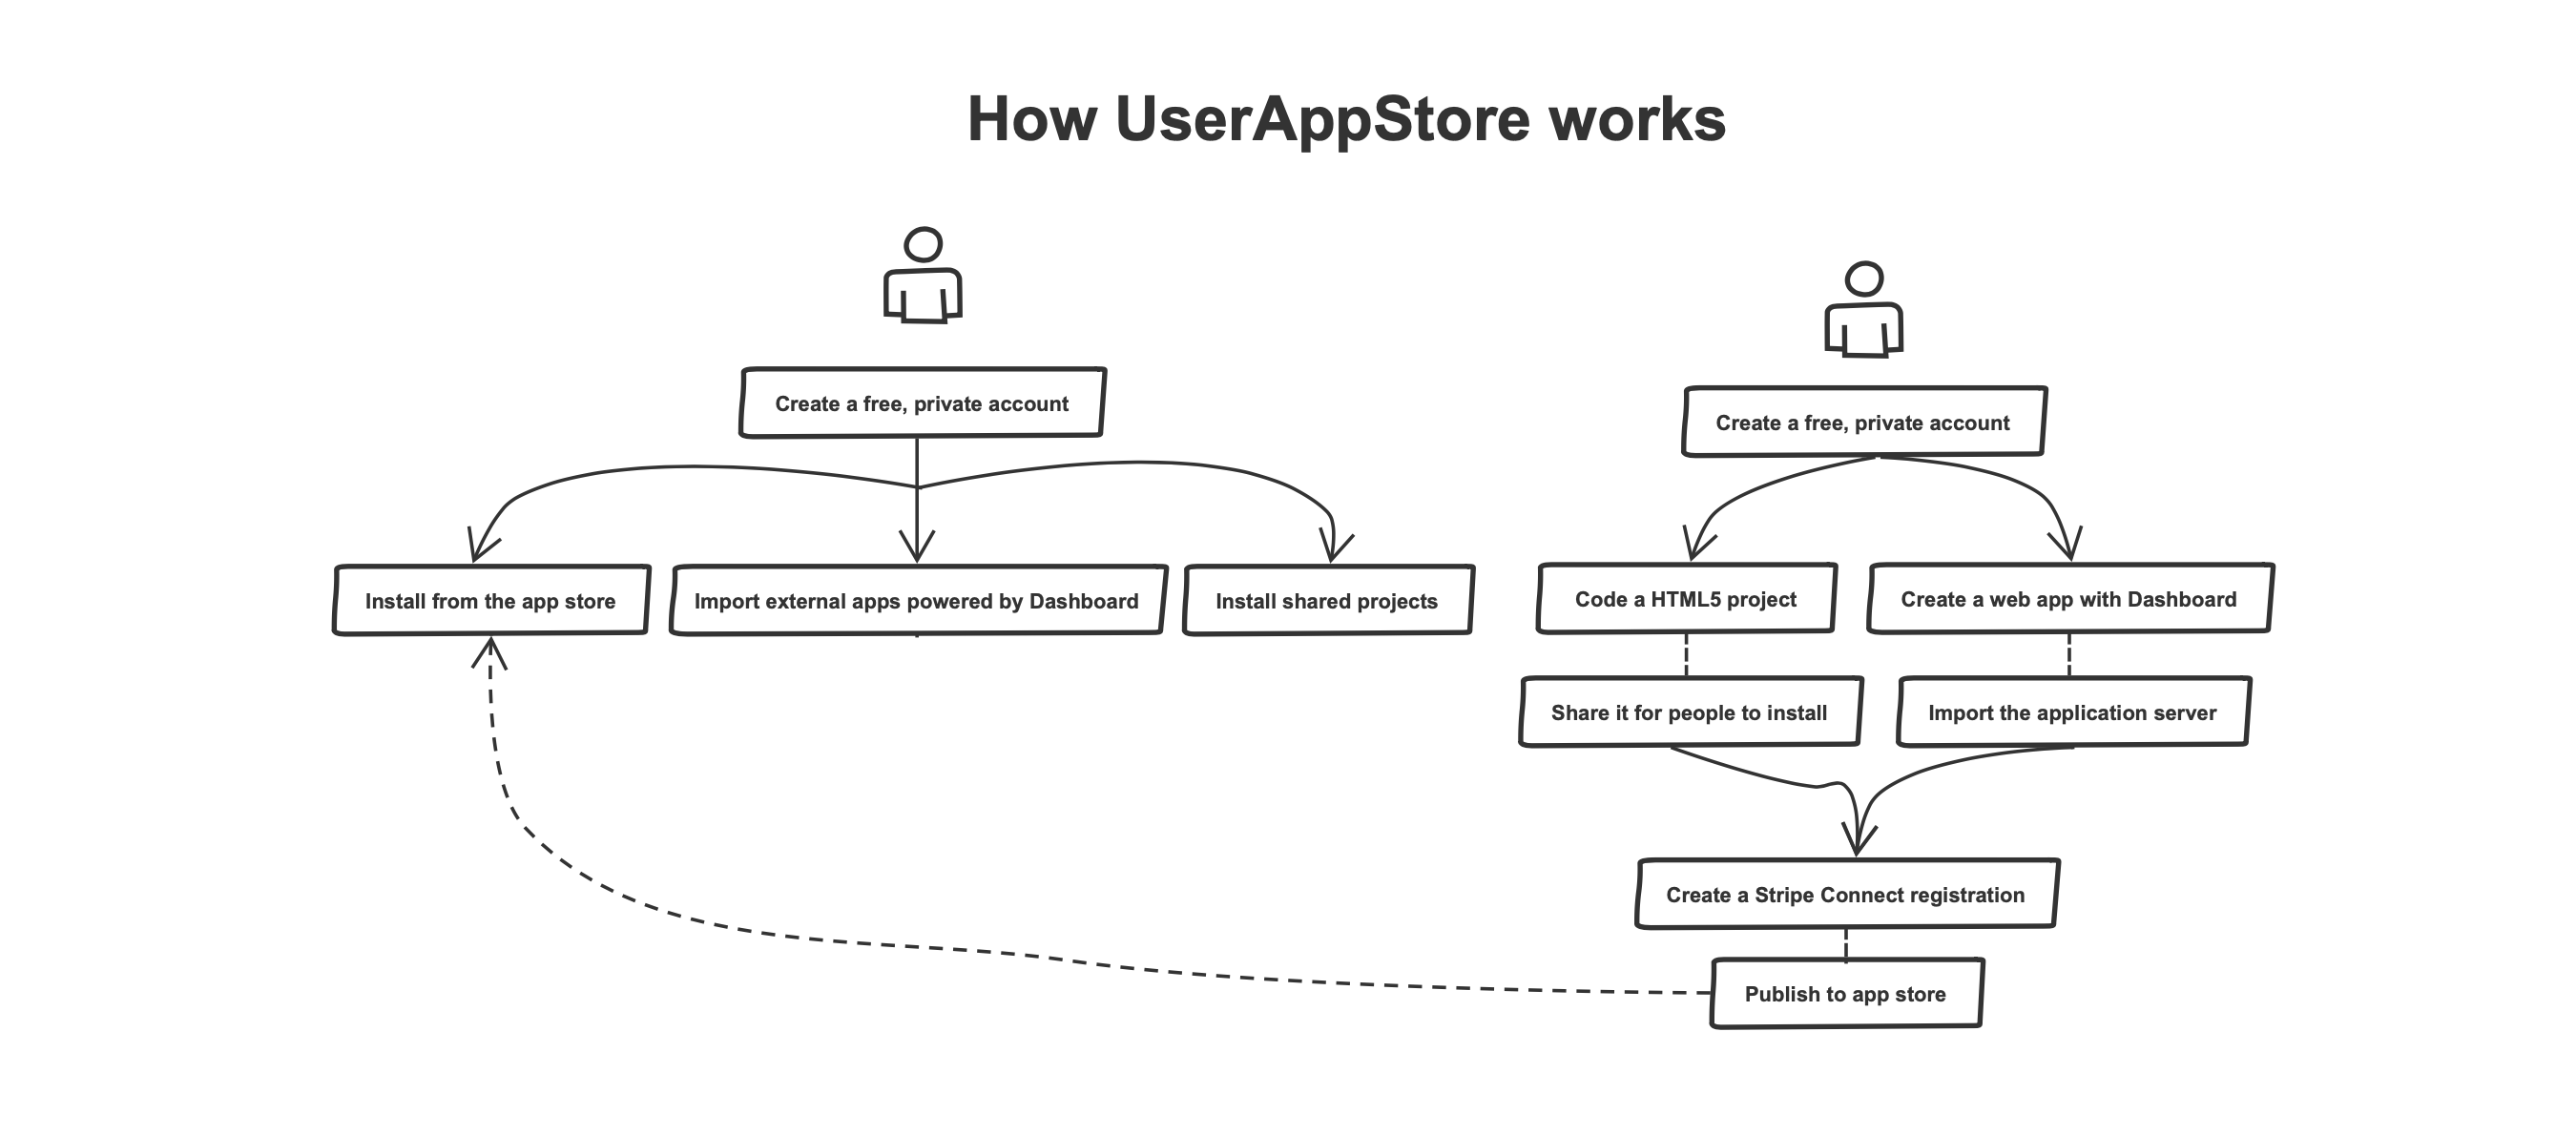 How UserAppStore works
Create a free, private account
Create a free, private account
Install from the app store
Import external apps powered by Dashboard
Install shared projects
Code a HTML5 project
Create a web app with Dashboard
Share it for people to install
Import the application server
Create a Stripe Connect registration
Publish to app store